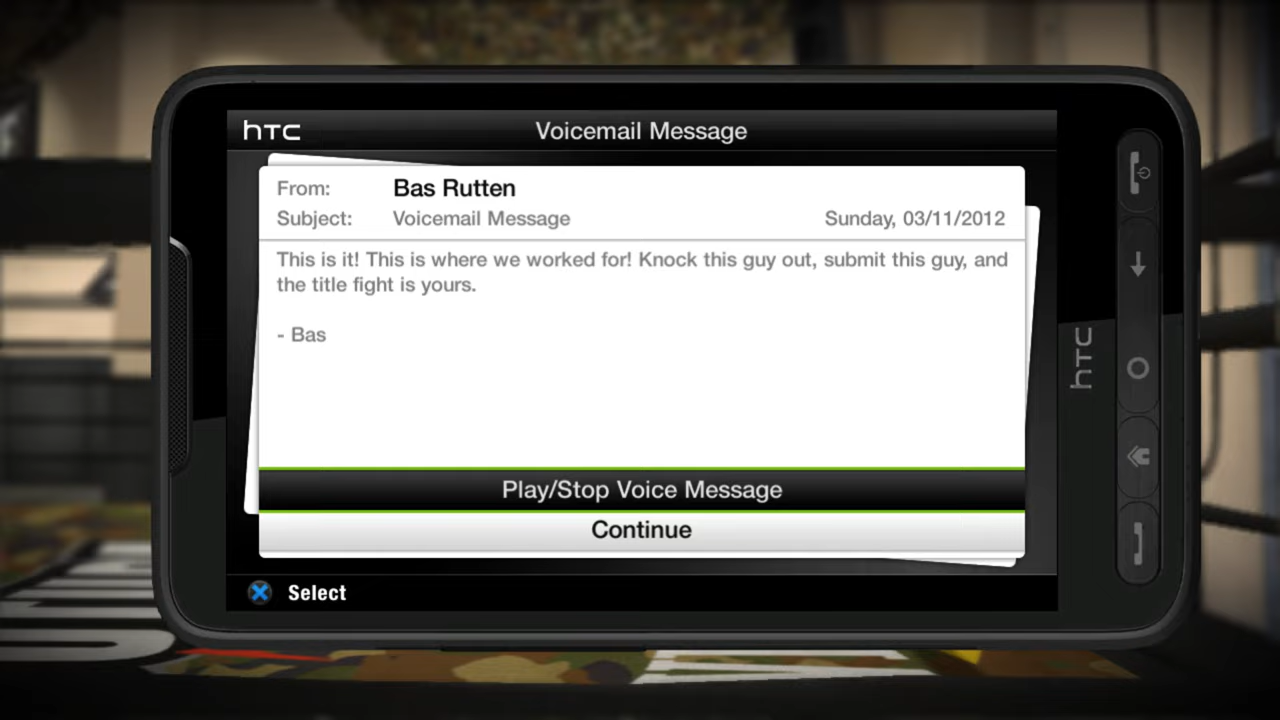 hTC
Voicemail Message
From: Bas Rutten
Subject: Voicemail Message Sunday, 03/11/2012
This is it! This is where we worked for! Knock this guy out, submit this guy, and
the title fight is yours.
- Bas
Play/Stop Voice Message
Continue
Select
hTC